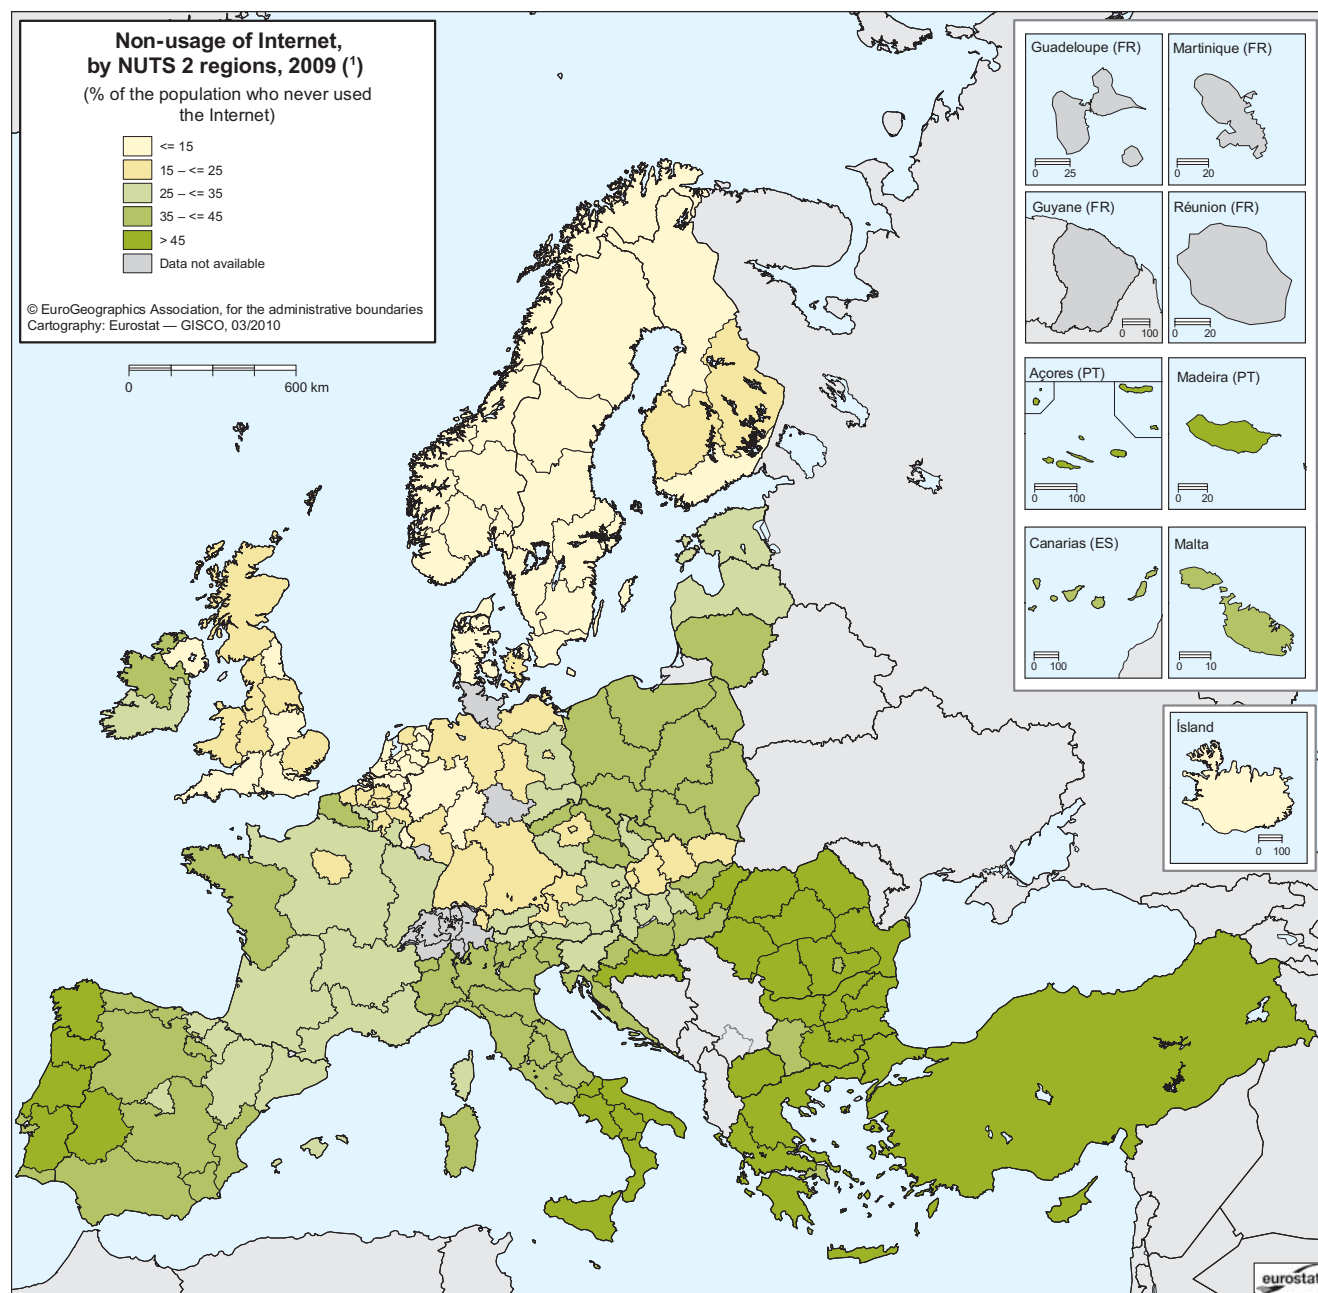 Non-usage of Internet,
by NUTS 2 regions, 2009 (¹)
(% of the population who never used
the Internet)
<= 15
15 – <= 25
25 – <= 35
35 – <= 45
> 45
Data not available
© EuroGeographics Association, for the administrative boundaries
Cartography: Eurostat — GISCO, 03/2010
0 600 km
Guadeloupe (FR)
0 25
Martinique (FR)
0 20
Guyane (FR)
0 100
Réunion (FR)
0 20
Açores (PT)
0 100
Madeira (PT)
0 20
Canarias (ES)
0 100
Malta
0 10
Ísland
0 100
eurostat